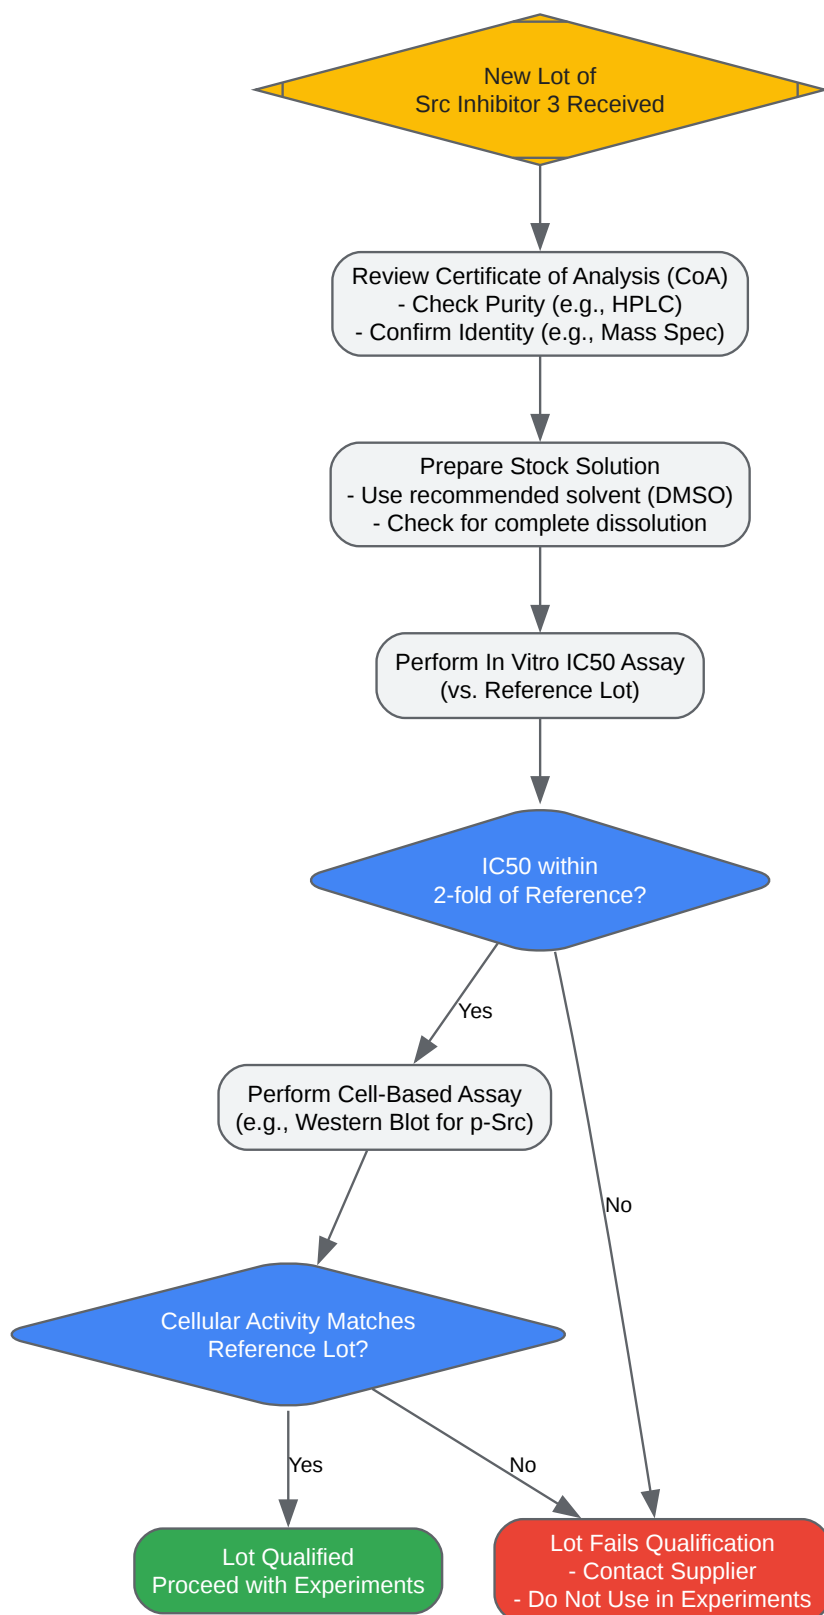 New Lot of
Src Inhibitor 3 Received
Review Certificate of Analysis (CoA)
- Check Purity (e.g., HPLC)
- Confirm Identity (e.g., Mass Spec)
Prepare Stock Solution
- Use recommended solvent (DMSO)
- Check for complete dissolution
Perform In Vitro IC50 Assay
(vs. Reference Lot)
IC50 within
2-fold of Reference?
Yes
Perform Cell-Based Assay
(e.g., Western Blot for p-Src)
No
Cellular Activity Matches
Reference Lot?
Yes
No
Lot Qualified
Proceed with Experiments
Lot Fails Qualification
- Contact Supplier
- Do Not Use in Experiments